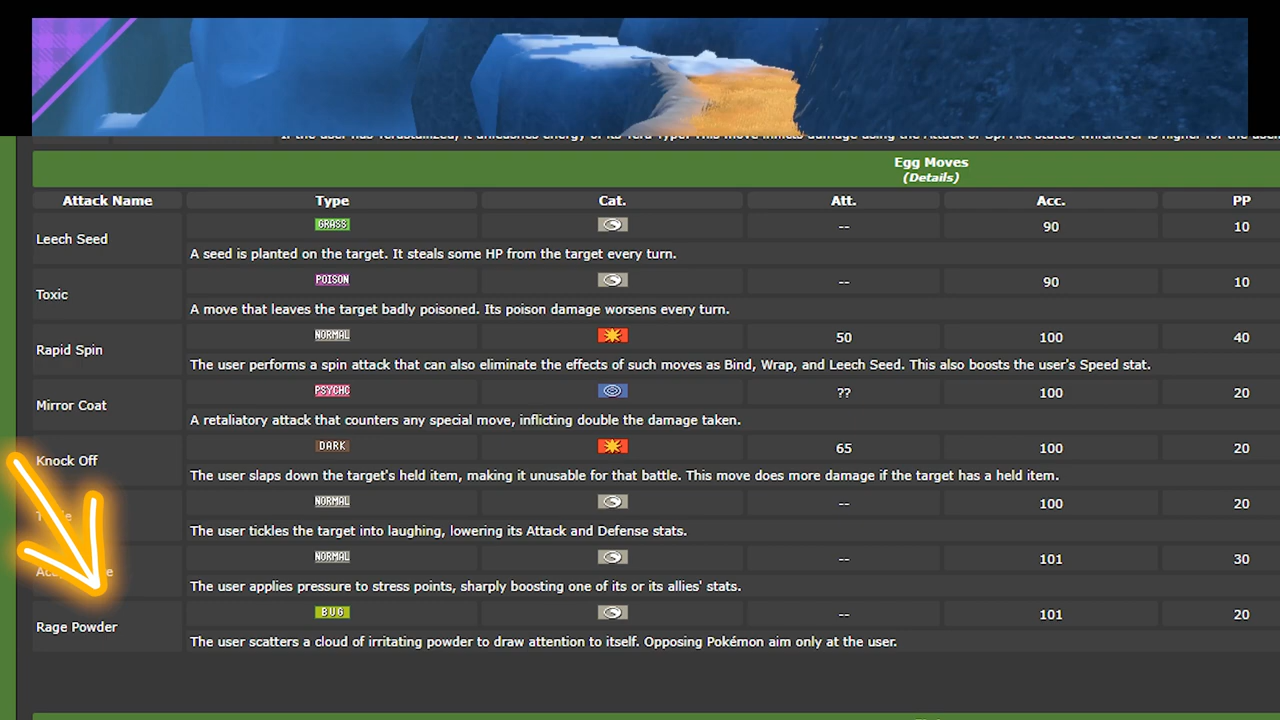 Egg Moves
(Details)
Attack Name Type Cat. Att. Acc. PP
Leech Seed GRASS -- 90 10
A seed is planted on the target. It steals some HP from the target every turn.
Toxic POISON -- 90 10
A move that leaves the target badly poisoned. Its poison damage worsens every turn.
Rapid Spin NORMAL 50 100 40
The user performs a spin attack that can also eliminate the effects of such moves as Bind, Wrap, and Leech Seed. This also boosts the user's Speed stat.
Mirror Coat PSYCHC ?? 100 20
A retaliatory attack that counters any special move, inflicting double the damage taken.
Knock Off DARK 65 100 20
The user slaps down the target's held item, making it unusable for that battle. This move does more damage if the target has a held item.
NORMAL -- 100 20
The user tickles the target into laughing, lowering its Attack and Defense stats.
NORMAL -- 101 30
The user applies pressure to stress points, sharply boosting one of its or its allies' stats.
Rage Powder BUG -- 101 20
The user scatters a cloud of irritating powder to draw attention to itself. Opposing Pokémon aim only at the user.